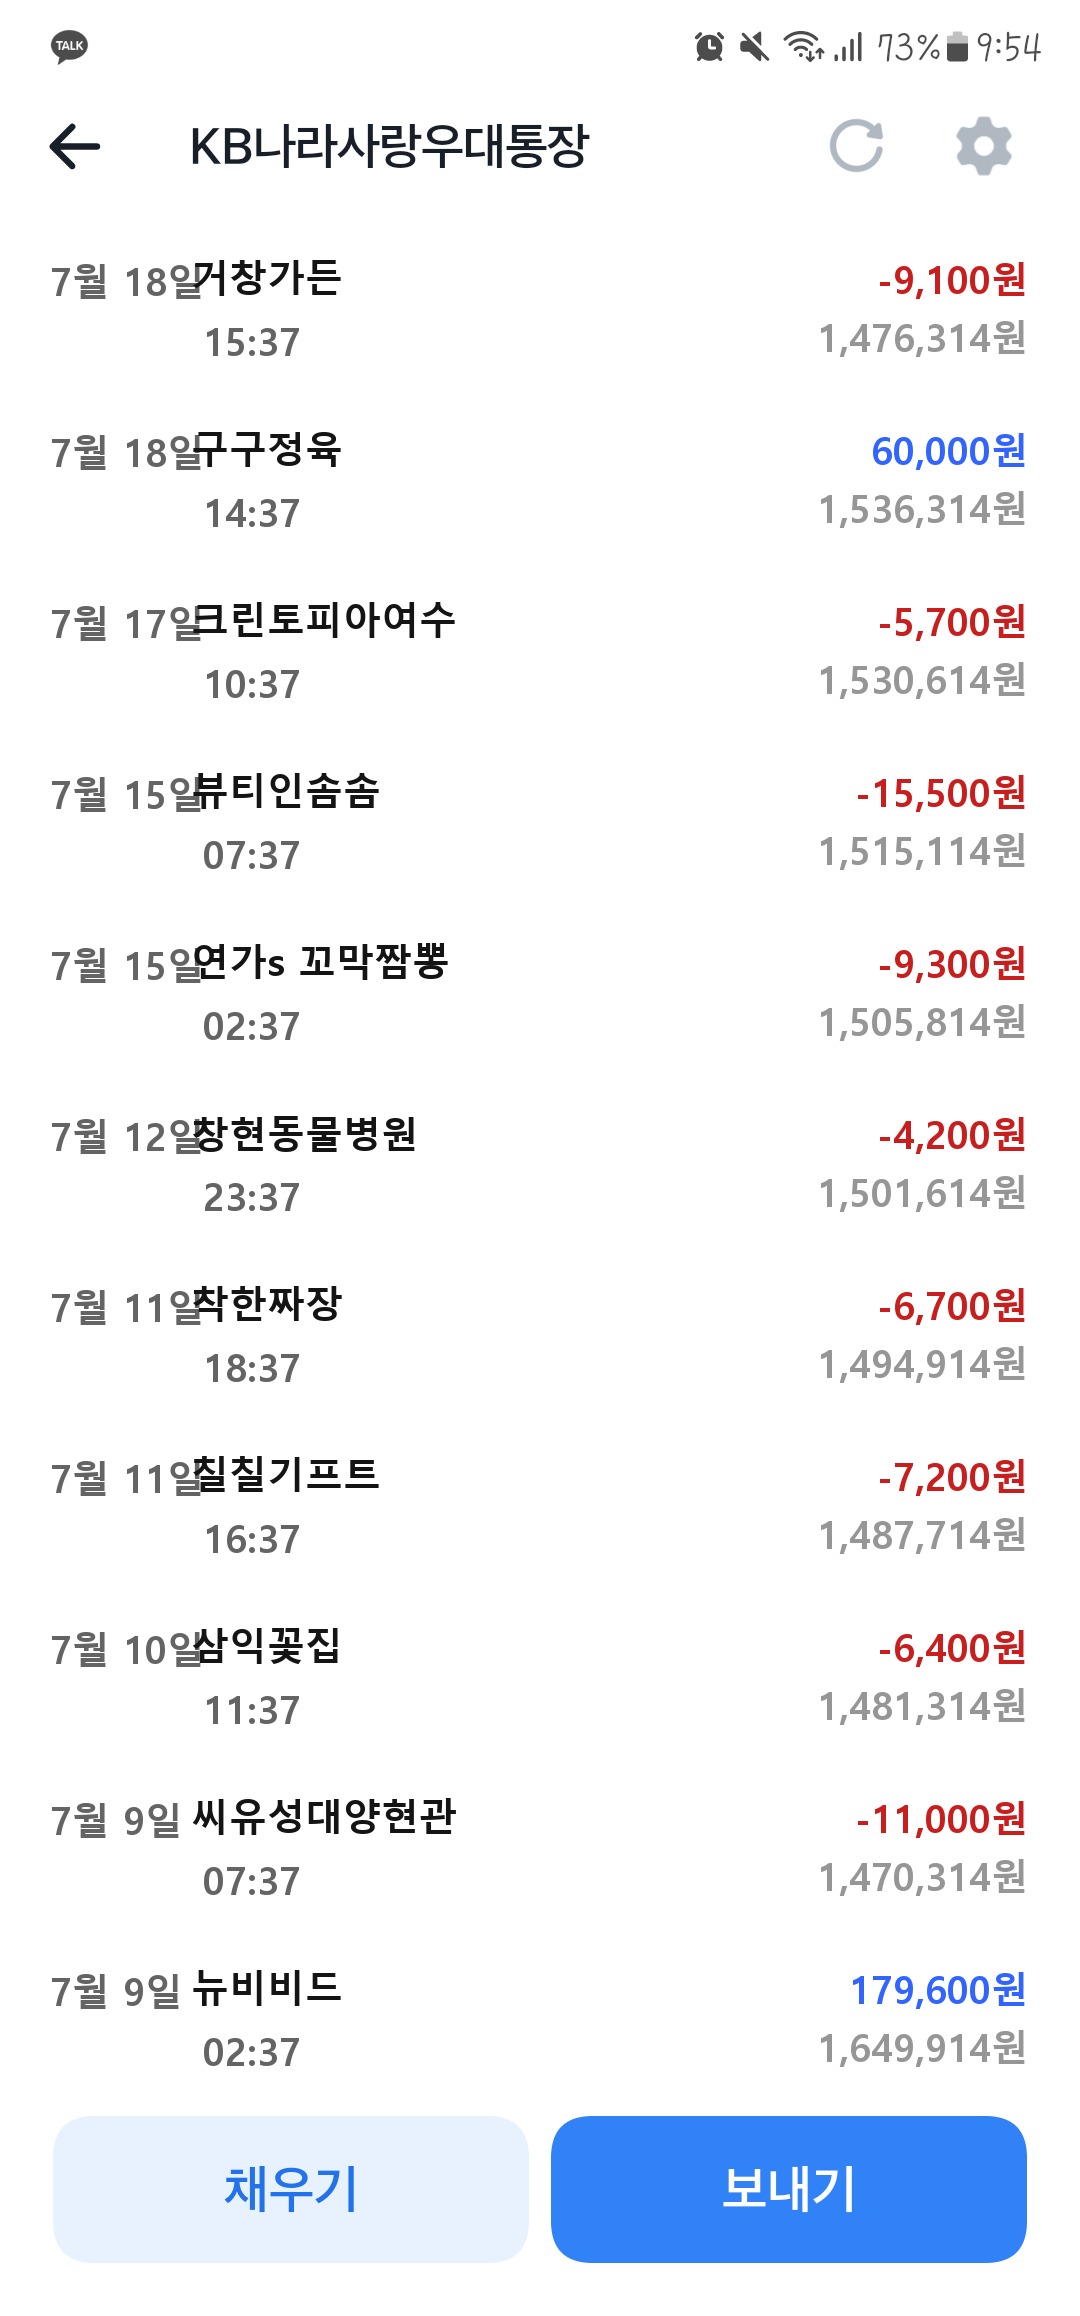 TALK
73% 9:54
KB나라사랑우대통장
7월 18일 거창가든 -9,100원
15:37 1,476,314원
7월 18일 구구정육 60,000원
14:37 1,536,314원
7월 17일 크린토피아여수 -5,700원
10:37 1,530,614원
7월 15일 뷰티인솜솜 -15,500원
07:37 1,515,114원
7월 15일 연가s 꼬막짬뽕 -9,300원
02:37 1,505,814원
7월 12일 창현동물병원 -4,200원
23:37 1,501,614원
7월 11일 착한짜장 -6,700원
18:37 1,494,914원
7월 11일 칠칠기프트 -7,200원
16:37 1,487,714원
7월 10일 삼익꽃집 -6,400원
11:37 1,481,314원
7월 9일 씨유성대양현관 -11,000원
07:37 1,470,314원
7월 9일 뉴비비드 179,600원
02:37 1,649,914원
채우기 보내기